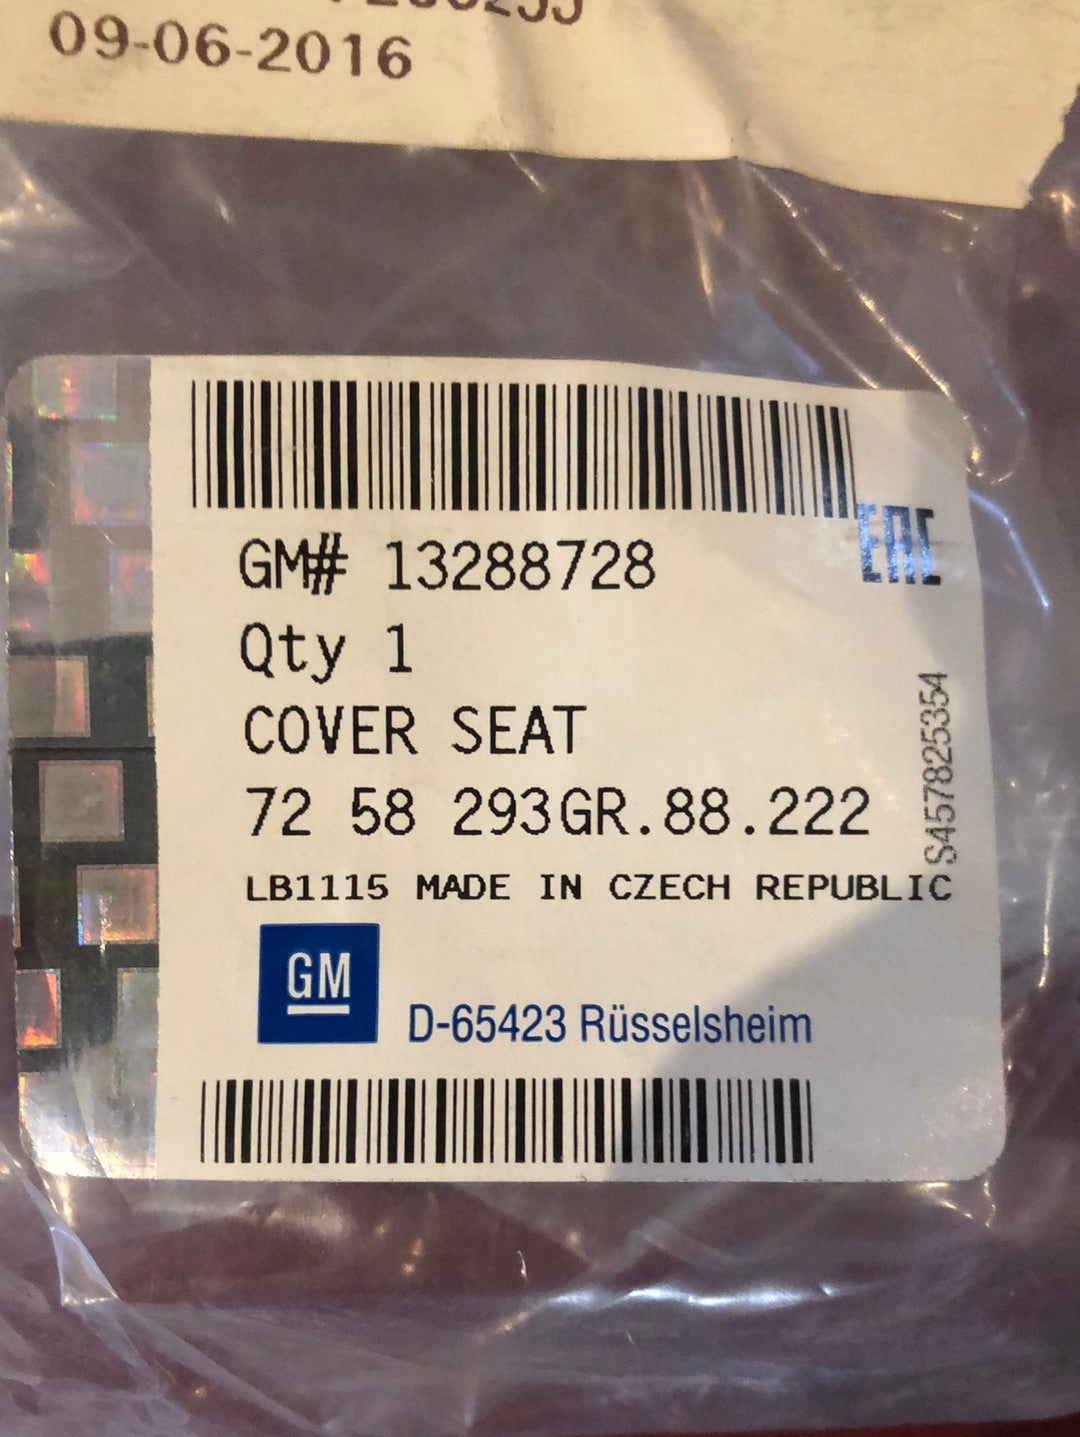 09-06-2016
GM# 13288728
EAC
Qty 1
COVER SEAT
72 58 293GR.88.222
S457825354
LB1115 MADE IN CZECH REPUBLIC
GM
D-65423 Rüsselsheim